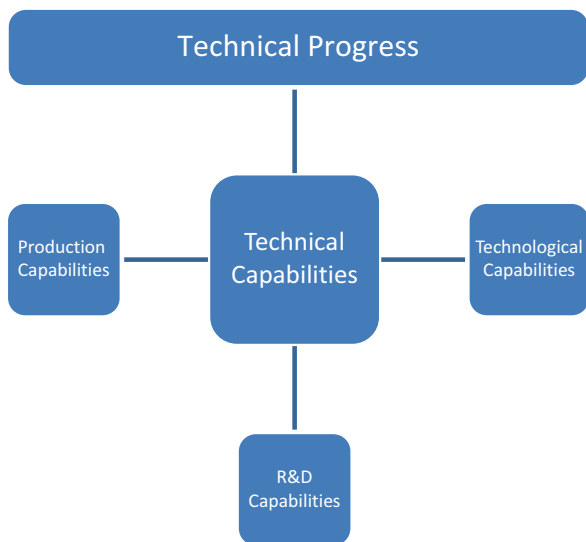 Technical Progress
Production
Capabilities
Technical
Capabilities
Technological
Capabilities
R&D
Capabilities